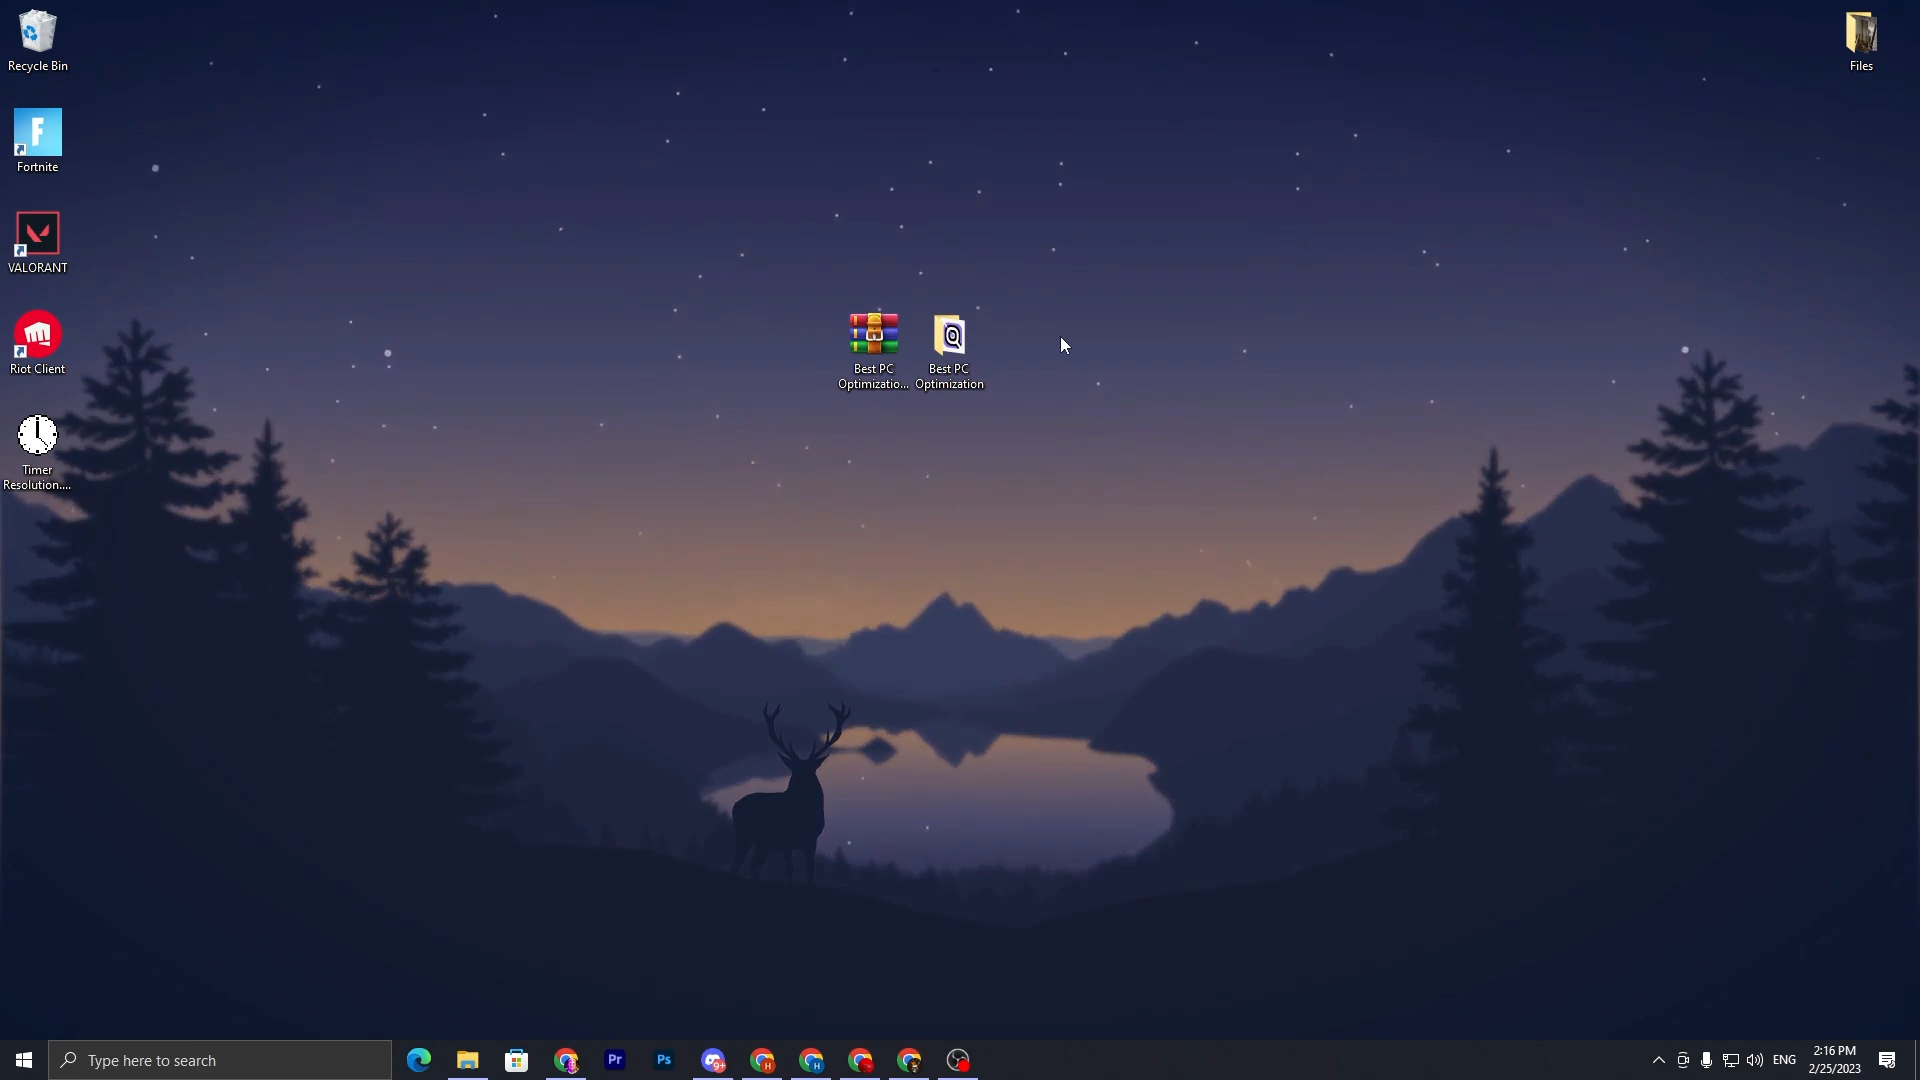 Recycle Bin
Files
Fortnite
VALORANT
Riot Client
Best PC
Optimizatio...
Best PC
Optimization
Timer
Resolution....
Type here to search
Pr
Ps
9+
H
H
ENG
2:16 PM
2/25/2023